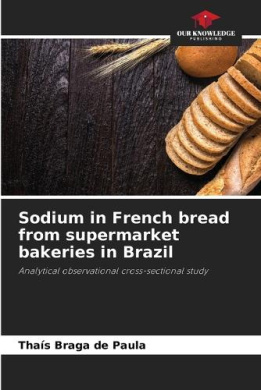 OUR KNOWLEDGE
PUBLISHING
Sodium in French bread
from supermarket
bakeries in Brazil
Analytical observational cross-sectional study
Thaís Braga de Paula